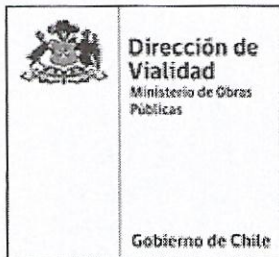 Dirección de
Vialidad
Ministerio de Obras
Públicas
Gobierno de Chile